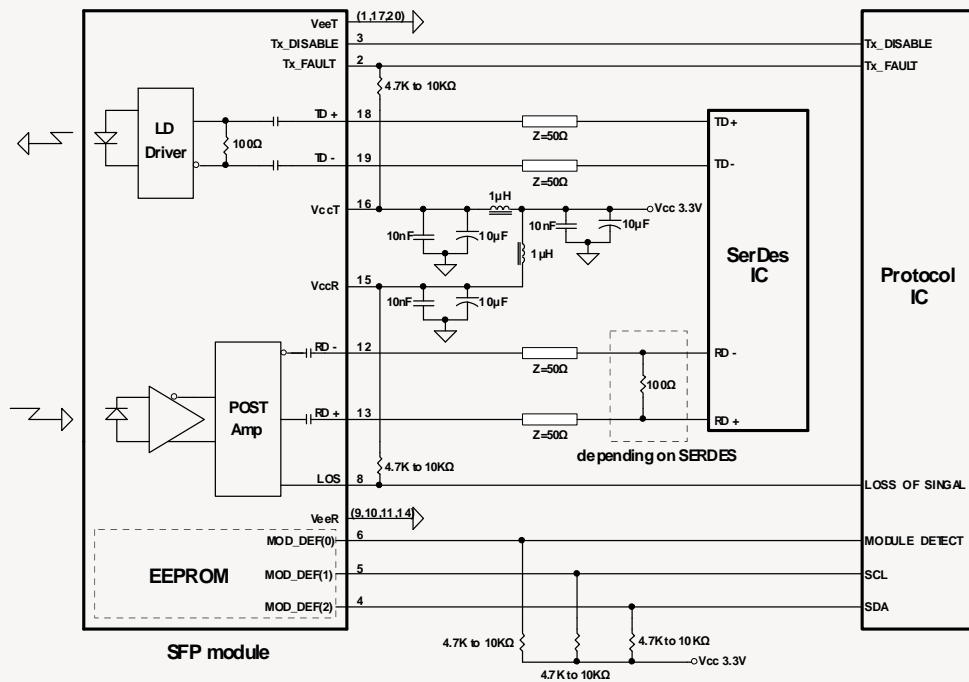 VeeT (1,17,20)
Tx_DISABLE 3 Tx_DISABLE
Tx_FAULT 2 Tx_FAULT
4.7K to 10KΩ
LD Driver
100Ω
TD+ 18 Z=50Ω TD+
TD- 19 Z=50Ω TD-
VccT 16 1μH Vcc 3.3V
10nF 10μF 10nF 10μF
1μH
SerDes IC
Protocol IC
VccR 15
10nF 10μF
RD- 12 Z=50Ω RD-
100Ω
POST Amp
RD+ 13 Z=50Ω RD+
depending on SERDES
4.7K to 10KΩ
LOS 8 LOSS OF SINGAL
VeeR (9,10,11,14)
MOD_DEF(0) 6 MODULE DETECT
EEPROM
MOD_DEF(1) 5 SCL
MOD_DEF(2) 4 SDA
4.7K to 10KΩ 4.7K to 10KΩ
SFP module
Vcc 3.3V
4.7K to 10KΩ